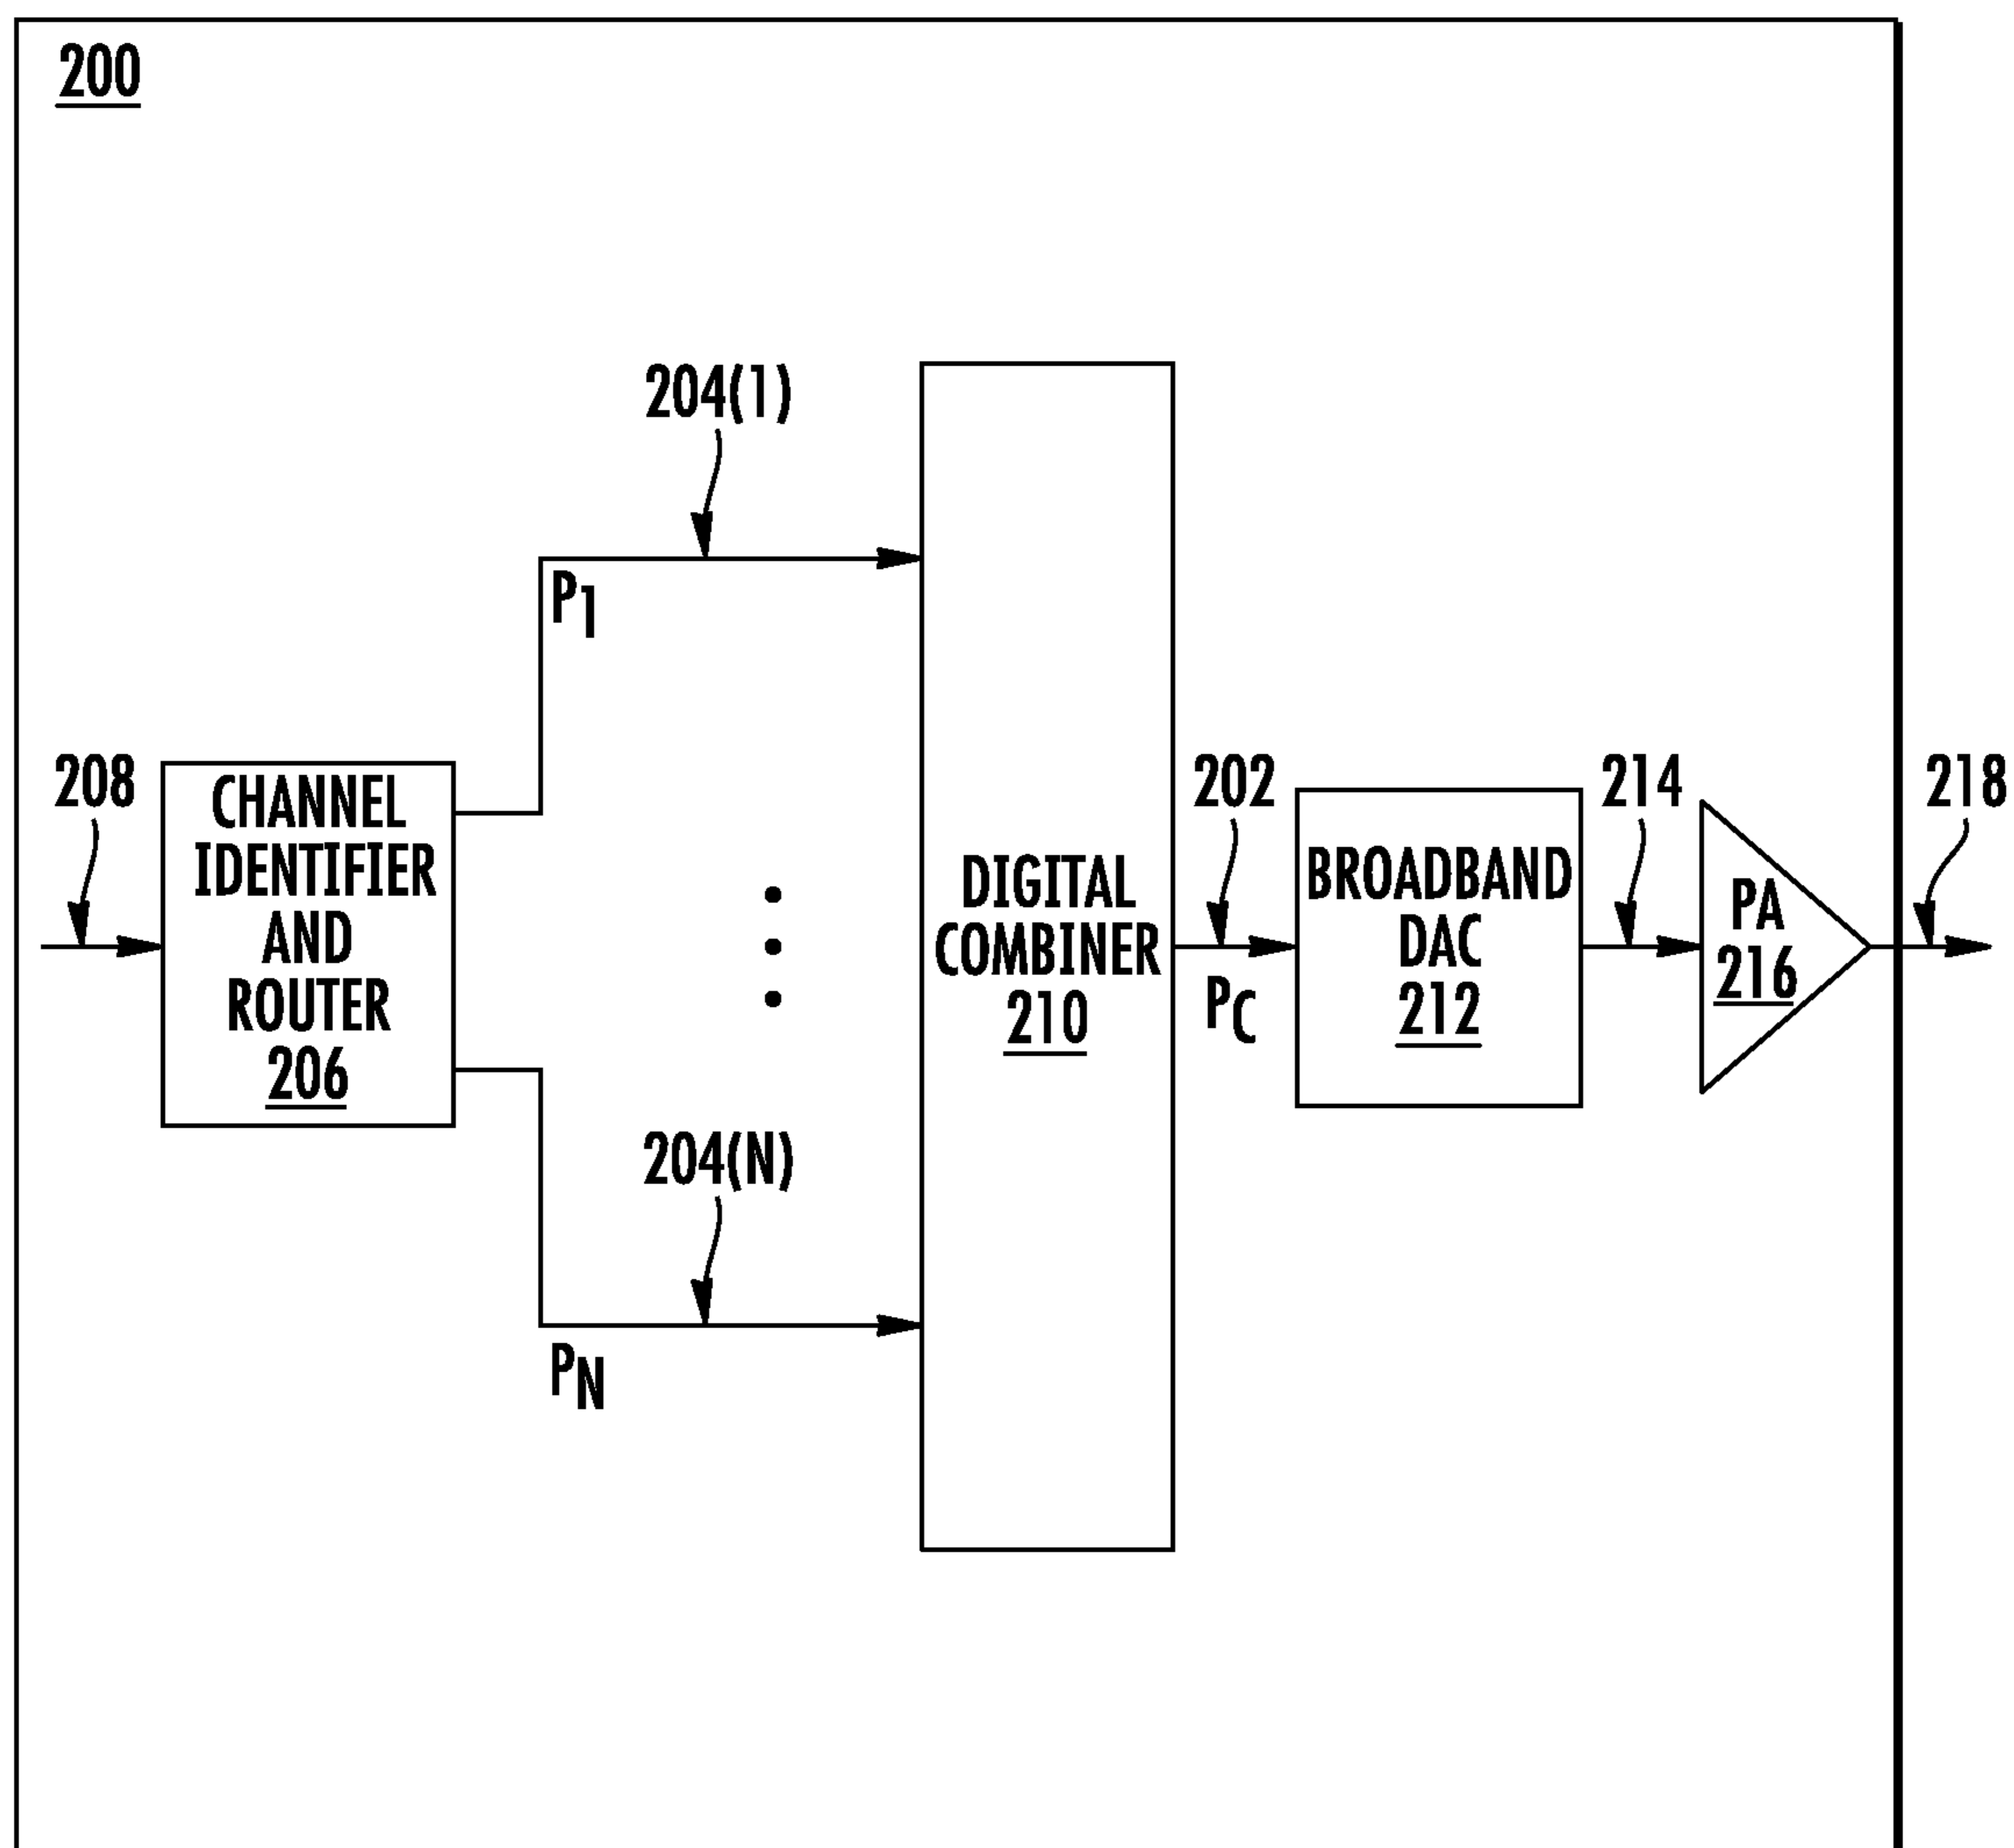 200
204(1)
P1
208
CHANNEL
IDENTIFIER
AND
ROUTER
206
204(N)
PN
DIGITAL
COMBINER
210
202
PC
BROADBAND
DAC
212
214
PA
216
218